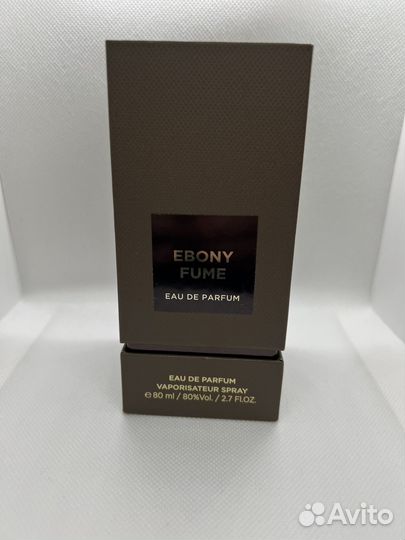 EBONY
FUME
EAU DE PARFUM
EAU DE PARFUM
VAPORISATEUR SPRAY
℮80 ml / 80%Vol. / 2.7 FL.OZ.
Avito